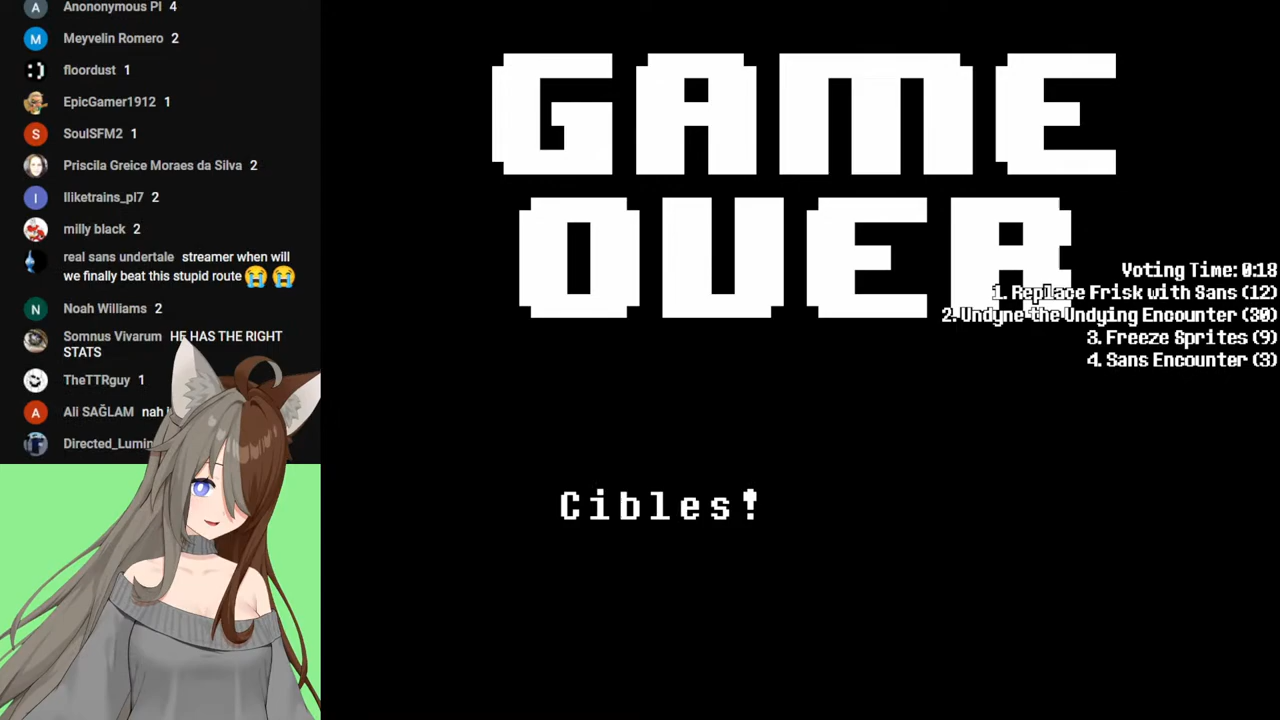 Anononymous PI 4
Meyvelin Romero 2
floordust 1
EpicGamer1912 1
SoulSFM2 1
Priscila Greice Moraes da Silva 2
Iliketrains_pl7 2
milly black 2
real sans undertale streamer when will
we finally beat this stupid route 😭 😭
Noah Williams 2
Somnus Vivarum HE HAS THE RIGHT
STATS
TheTTRguy 1
Ali SAĞLAM nah
GAME
OVER
Voting Time: 0:18
1. Replace Frisk with Sans (12)
2. Undyne the Undying Encounter (30)
3. Freeze Sprites (9)
4. Sans Encounter (3)
Cibles!